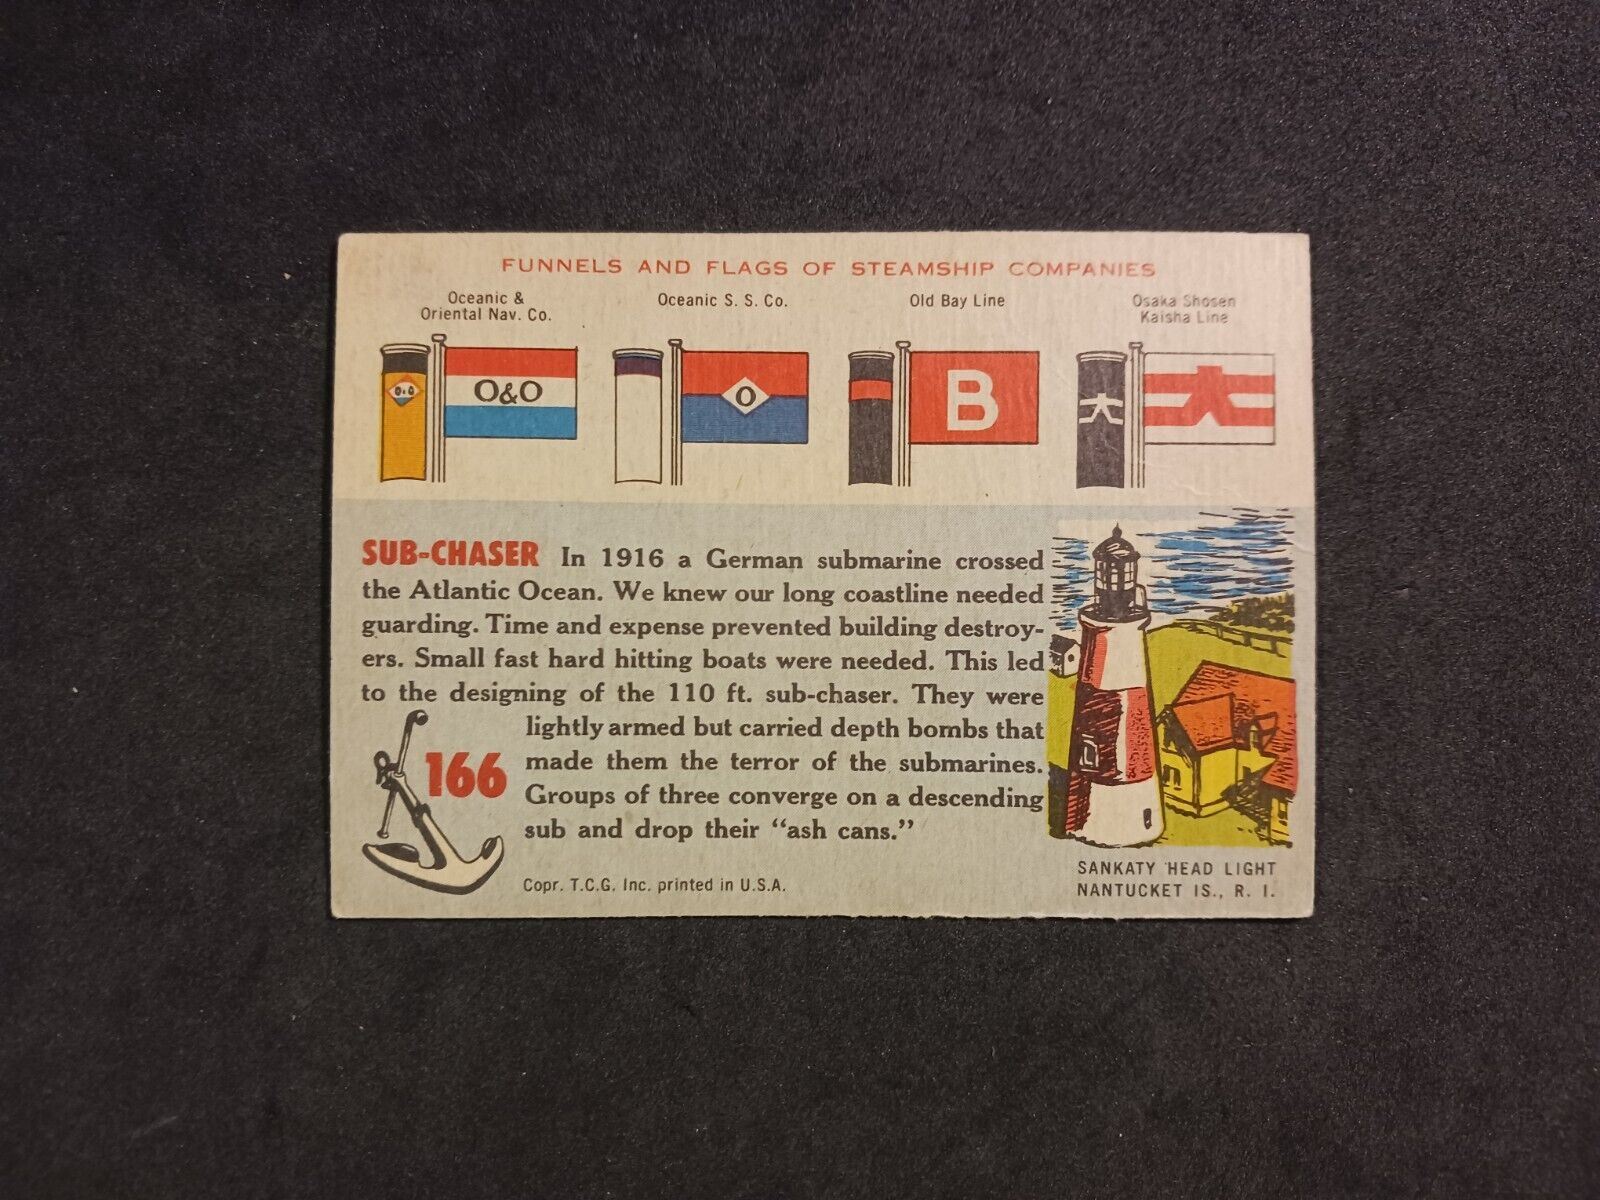 FUNNELS AND FLAGS OF STEAMSHIP COMPANIES
Oceanic &
Oriental Nav. Co.
Oceanic S. S. Co.
Old Bay Line
Osaka Shosen
Kaisha Line
O&O
O&O
O
B
SUB-CHASER In 1916 a German submarine crossed
the Atlantic Ocean. We knew our long coastline needed
guarding. Time and expense prevented building destroy-
ers. Small fast hard hitting boats were needed. This led
to the designing of the 110 ft. sub-chaser. They were
lightly armed but carried depth bombs that
made them the terror of the submarines.
Groups of three converge on a descending
sub and drop their "ash cans."
166
Copr. T.C.G. Inc. printed in U.S.A.
SANKATY HEAD LIGHT
NANTUCKET IS., R. I.